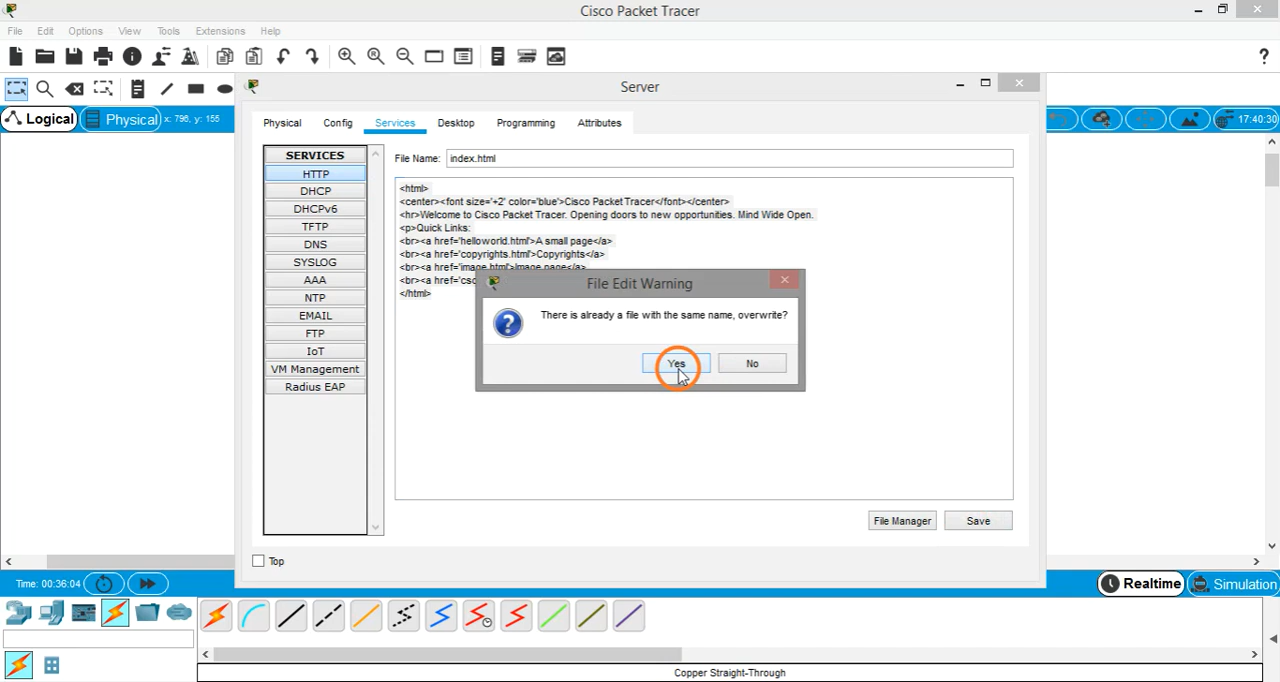 Cisco Packet Tracer
File Edit Options View Tools Extensions Help
Server
Logical Physical x: 796, y: 155
17:40:30
Physical Config Services Desktop Programming Attributes
SERVICES
HTTP
DHCP
DHCPv6
TFTP
DNS
SYSLOG
AAA
NTP
EMAIL
FTP
IoT
VM Management
Radius EAP
File Name: index.html
<html>
<center><font size='+2' color='blue'>Cisco Packet Tracer</font></center>
<hr>Welcome to Cisco Packet Tracer. Opening doors to new opportunities. Mind Wide Open.
<p>Quick Links:
<br><a href='helloworld.html'>A small page</a>
<br><a href='copyrights.html'>Copyrights</a>
<br><a href='image.html'>Image page</a>
<br><a href='csc
</html>
File Edit Warning
There is already a file with the same name, overwrite?
Yes No
File Manager Save
Top
Time: 00:36:04
Realtime Simulation
Copper Straight-Through